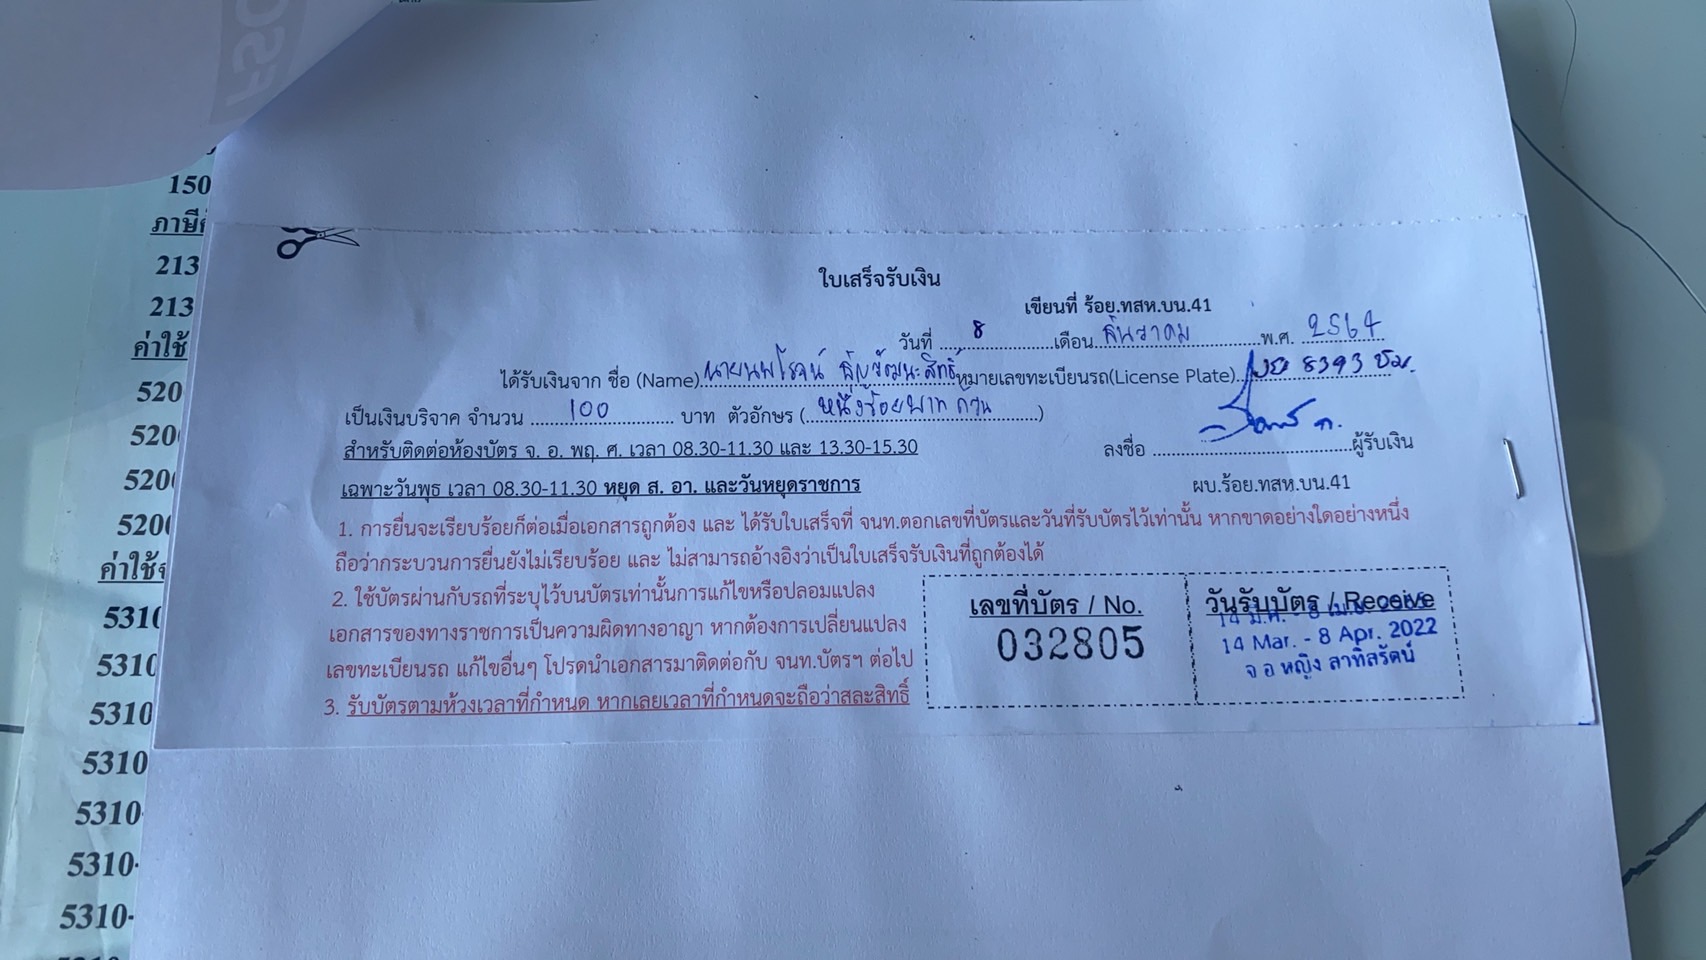 150
ภาษี
213
213
ค่าใช้
520
520
5200
5200
5200
ค่าใช้จ
5310
5310
5310
5310
5310-
5310-
5310-
ใบเสร็จรับเงิน
เขียนที่ ร้อย.ทสห.บน.41
วันที่ 8 เดือน ธันวาคม พ.ศ. 2564
ได้รับเงินจาก ชื่อ (Name) นายนพโรจน์ หมายเลขทะเบียนรถ(License Plate) 8393 ชม.
เป็นเงินบริจาค จำนวน 100 บาท ตัวอักษร (หนึ่งร้อยบาทถ้วน)
สำหรับติดต่อห้องบัตร จ. อ. พฤ. ศ. เวลา 08.30-11.30 และ 13.30-15.30
ลงชื่อ ผู้รับเงิน
เฉพาะวันพุธ เวลา 08.30-11.30 หยุด ส. อา. และวันหยุดราชการ
ผบ.ร้อย.ทสห.บน.41
1. การยื่นจะเรียบร้อยก็ต่อเมื่อเอกสารถูกต้อง และ ได้รับใบเสร็จที่ จนท.ตอกเลขที่บัตรและวันที่รับบัตรไว้เท่านั้น หากขาดอย่างใดอย่างหนึ่ง
ถือว่ากระบวนการยื่นยังไม่เรียบร้อย และ ไม่สามารถอ้างอิงว่าเป็นใบเสร็จรับเงินที่ถูกต้องได้
2. ใช้บัตรผ่านกับรถที่ระบุไว้บนบัตรเท่านั้นการแก้ไขหรือปลอมแปลง
เอกสารของทางราชการเป็นความผิดทางอาญา หากต้องการเปลี่ยนแปลง
เลขทะเบียนรถ แก้ไขอื่นๆ โปรดนำเอกสารมาติดต่อกับ จนท.บัตรฯ ต่อไป
3. รับบัตรตามห้วงเวลาที่กำหนด หากเลยเวลาที่กำหนดจะถือว่าสละสิทธิ์
เลขที่บัตร / No.
032805
วันรับบัตร / Receive
14 มี.ค. - 8 เม.ย. 2565
14 Mar. - 8 Apr. 2022
จ อ หญิง ลาทิสรัตน์